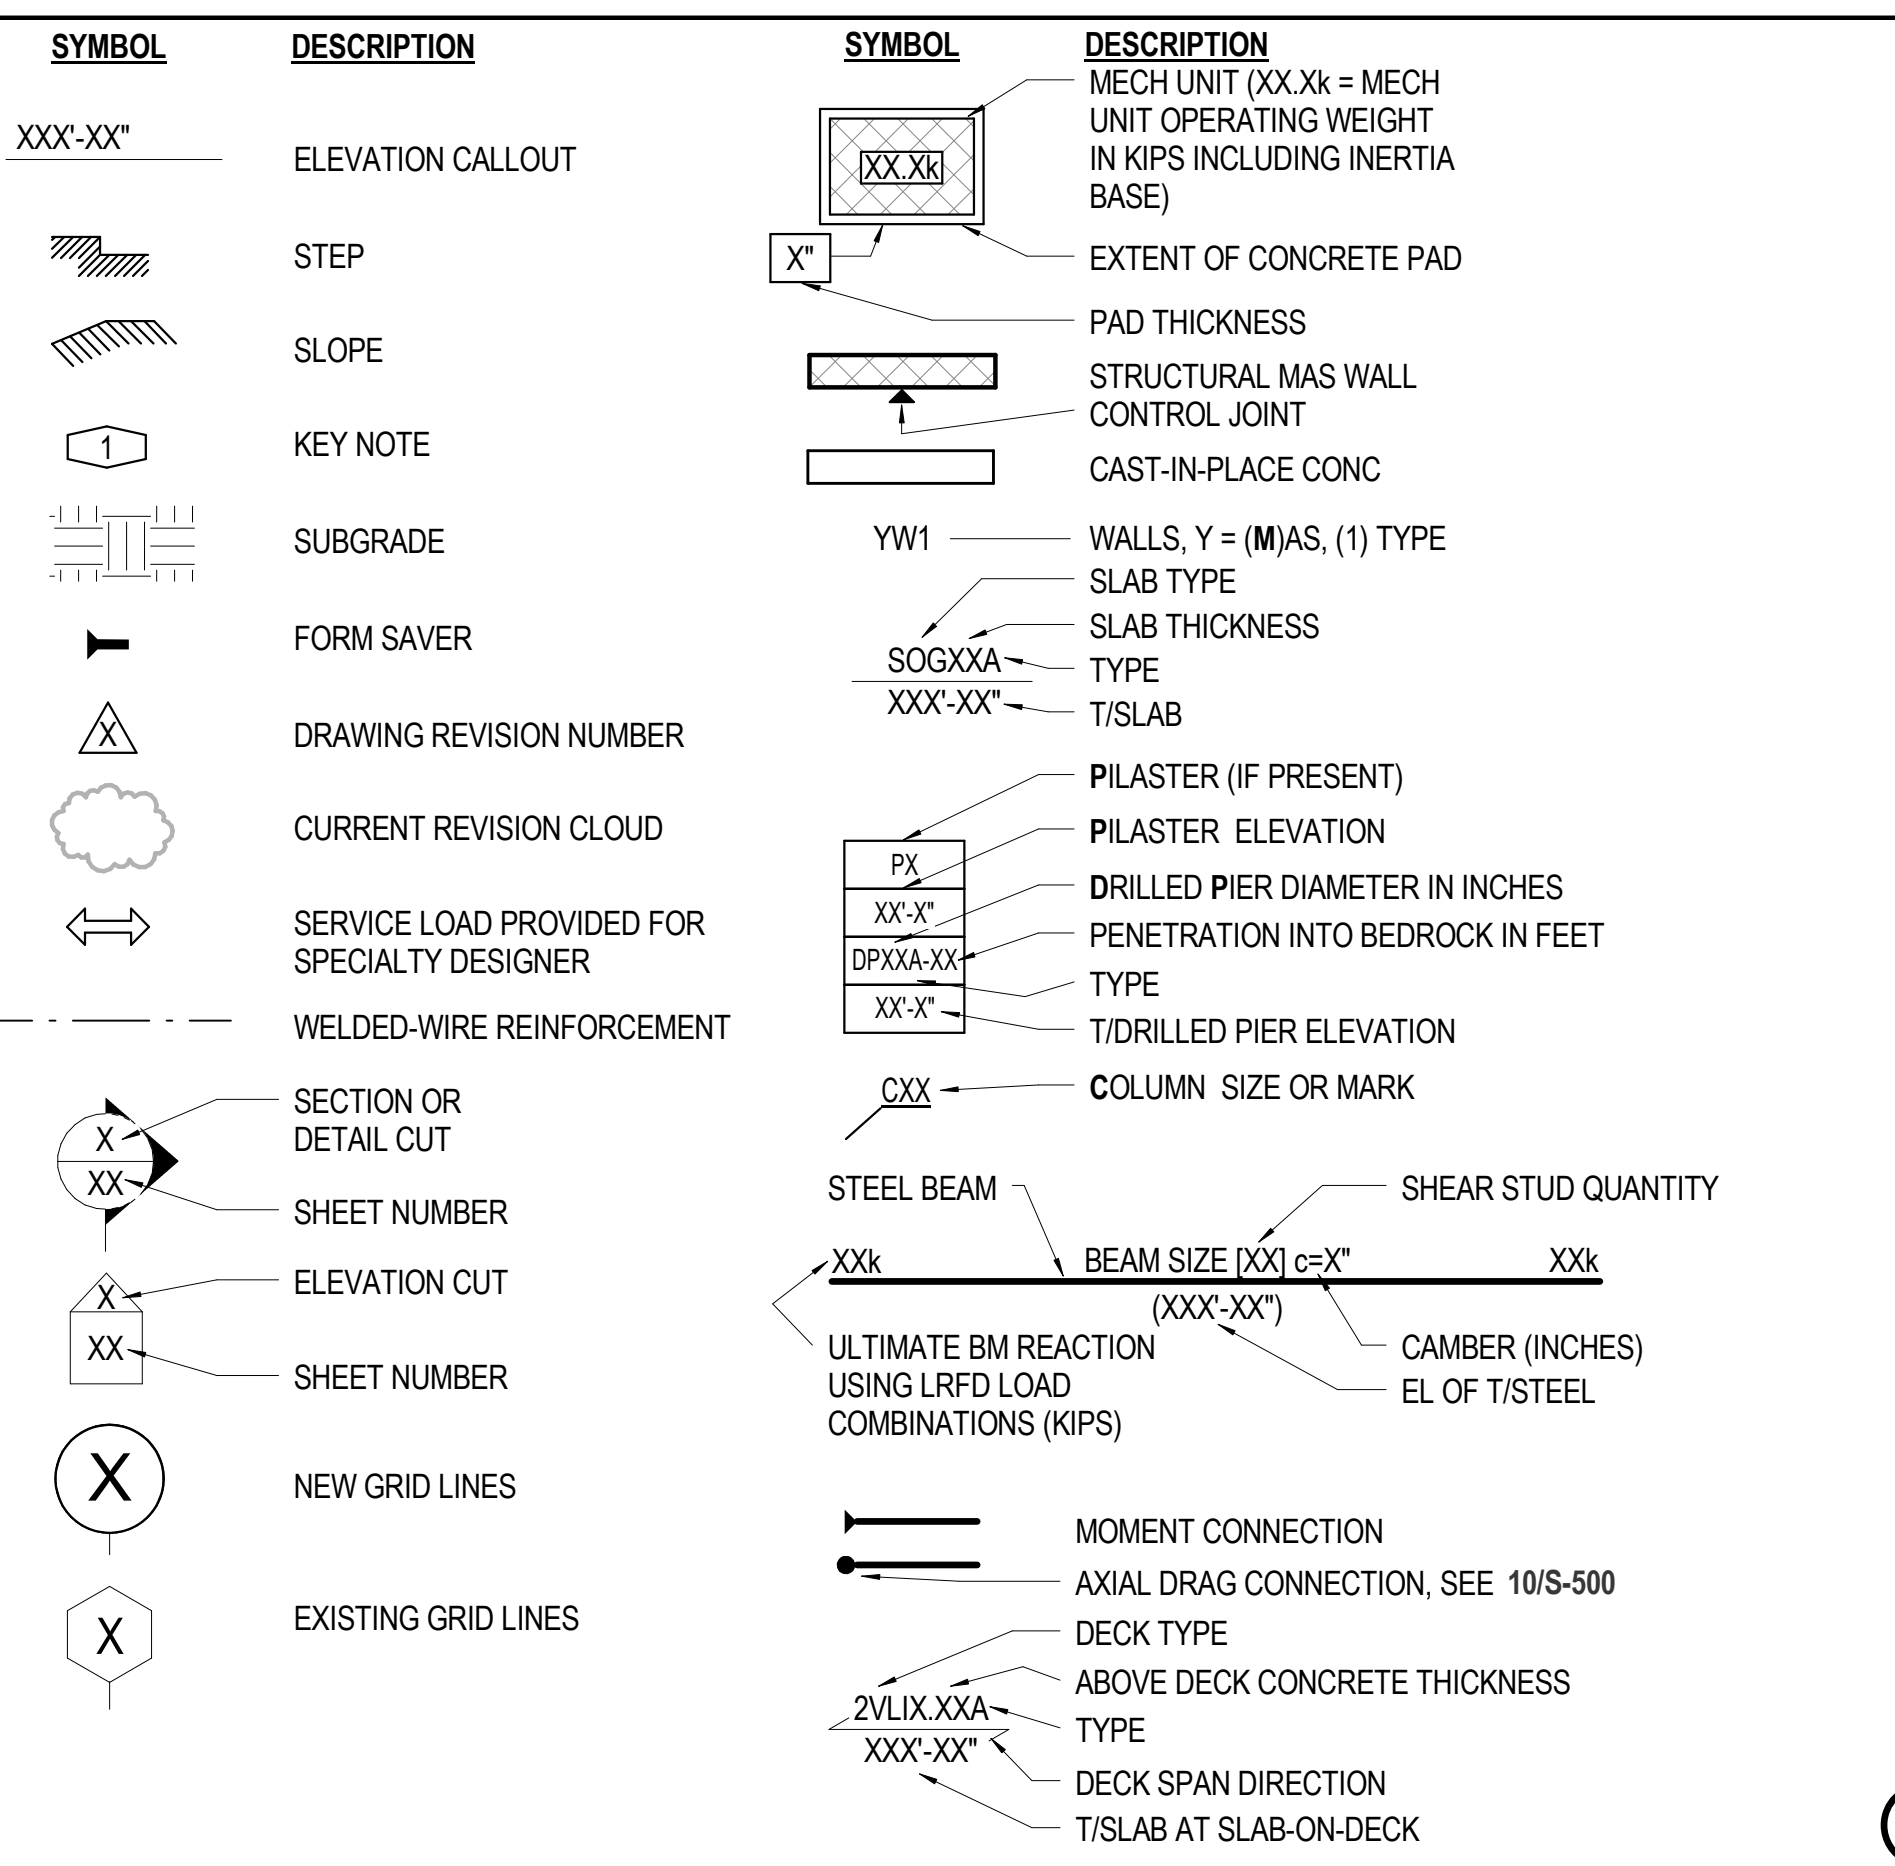 SYMBOL
DESCRIPTION
XXX'-XX"
ELEVATION CALLOUT
STEP
SLOPE
1
KEY NOTE
SUBGRADE
FORM SAVER
X
DRAWING REVISION NUMBER
CURRENT REVISION CLOUD
SERVICE LOAD PROVIDED FOR
SPECIALTY DESIGNER
WELDED-WIRE REINFORCEMENT
SECTION OR
DETAIL CUT
X
XX
SHEET NUMBER
ELEVATION CUT
X
XX
SHEET NUMBER
X
NEW GRID LINES
X
EXISTING GRID LINES
SYMBOL
DESCRIPTION
MECH UNIT (XX.Xk = MECH
UNIT OPERATING WEIGHT
IN KIPS INCLUDING INERTIA
BASE)
XX.Xk
X"
EXTENT OF CONCRETE PAD
PAD THICKNESS
STRUCTURAL MAS WALL
CONTROL JOINT
CAST-IN-PLACE CONC
YW1
WALLS, Y = (M)AS, (1) TYPE
SLAB TYPE
SLAB THICKNESS
SOGXXA
TYPE
XXX'-XX"
T/SLAB
PILASTER (IF PRESENT)
PILASTER ELEVATION
PX
DRILLED PIER DIAMETER IN INCHES
XX'-X"
PENETRATION INTO BEDROCK IN FEET
DPXXA-XX
TYPE
XX'-X"
T/DRILLED PIER ELEVATION
CXX
COLUMN SIZE OR MARK
STEEL BEAM
SHEAR STUD QUANTITY
XXk
BEAM SIZE [XX] c=X"
XXk
(XXX'-XX")
ULTIMATE BM REACTION
USING LRFD LOAD
COMBINATIONS (KIPS)
CAMBER (INCHES)
EL OF T/STEEL
MOMENT CONNECTION
AXIAL DRAG CONNECTION, SEE 10/S-500
DECK TYPE
ABOVE DECK CONCRETE THICKNESS
2VLIX.XXA
TYPE
XXX'-XX"
DECK SPAN DIRECTION
T/SLAB AT SLAB-ON-DECK